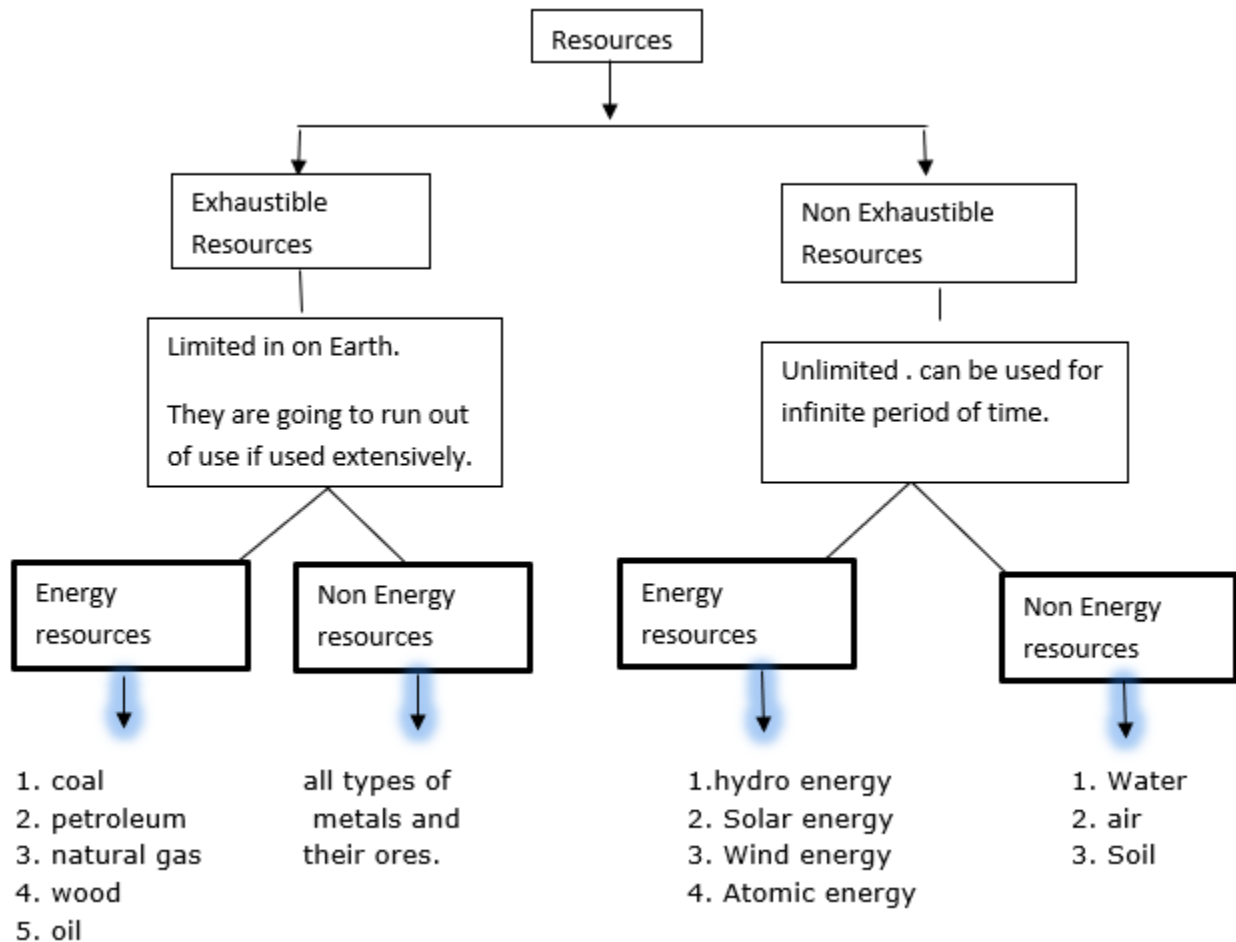 Resources
Exhaustible
Resources
Non Exhaustible
Resources
Limited in on Earth.
They are going to run out
of use if used extensively.
Unlimited . can be used for
infinite period of time.
Energy
resources
Non Energy
resources
Energy
resources
Non Energy
resources
1. coal
2. petroleum
3. natural gas
4. wood
5. oil
all types of
metals and
their ores.
1.hydro energy
2. Solar energy
3. Wind energy
4. Atomic energy
1. Water
2. air
3. Soil